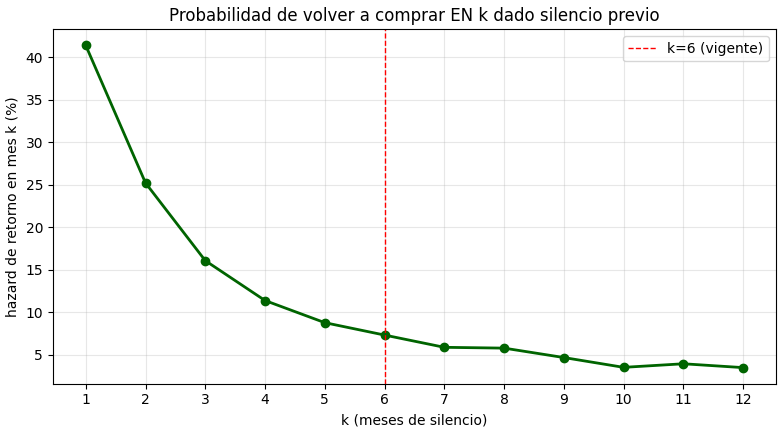 Probabilidad de volver a comprar EN k dado silencio previo
k=6 (vigente)
hazard de retorno en mes k (%)
40
35
30
25
20
15
10
5
1 2 3 4 5 6 7 8 9 10 11 12
k (meses de silencio)